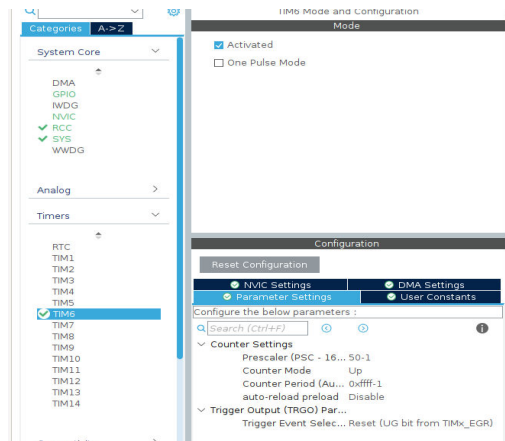 TIM6 Mode and Configuration
Categories A->Z
System Core
DMA
GPIO
IWDG
NVIC
RCC
SYS
WWDG
Analog
Timers
RTC
TIM1
TIM2
TIM3
TIM4
TIM5
TIM6
TIM7
TIM8
TIM9
TIM10
TIM11
TIM12
TIM13
TIM14
Mode
Activated
One Pulse Mode
Configuration
Reset Configuration
NVIC Settings DMA Settings
Parameter Settings User Constants
Configure the below parameters :
Search (Ctrl+F)
Counter Settings
Prescaler (PSC - 16... 50-1
Counter Mode Up
Counter Period (Au... 0xffff-1
auto-reload preload Disable
Trigger Output (TRGO) Par...
Trigger Event Selec... Reset (UG bit from TIMx_EGR)